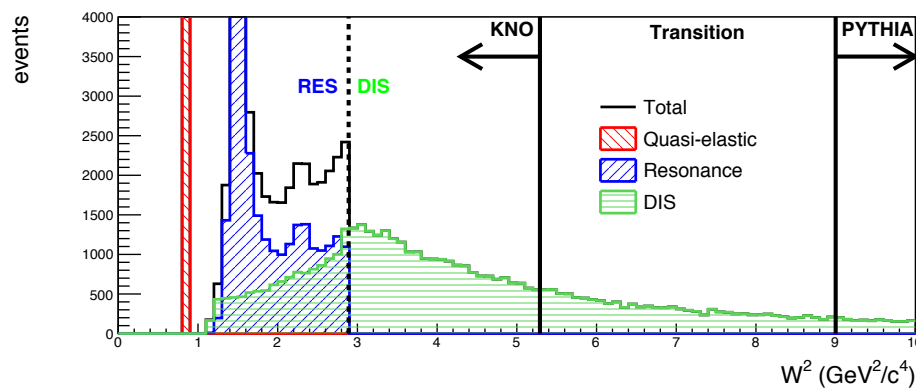 events
4000
3500
3000
2500
2000
1500
1000
500
0
KNO
Transition
PYTHIA
RES
DIS
Total
Quasi-elastic
Resonance
DIS
0 1 2 3 4 5 6 7 8 9 10
W² (GeV²/c⁴)